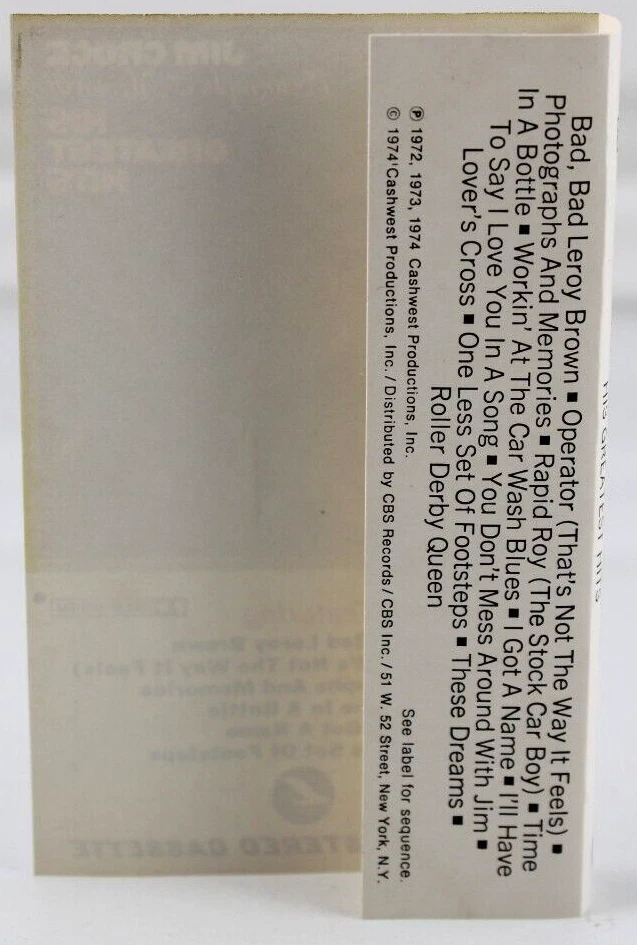 Bad, Bad Leroy Brown ■ Operator (That's Not The Way It Feels) ■
Photographs And Memories ■ Rapid Roy (The Stock Car Boy) ■ Time
In A Bottle ■ Workin' At The Car Wash Blues ■ I Got A Name ■ I'll Have
To Say I Love You In A Song ■ You Don't Mess Around With Jim ■
Lover's Cross ■ One Less Set Of Footsteps ■ These Dreams ■
Roller Derby Queen
See label for sequence.
Ⓟ 1972, 1973, 1974 Cashwest Productions, Inc.
© 1974 Cashwest Productions, Inc. / Distributed by CBS Records / CBS Inc. / 51 W. 52 Street, New York, N.Y.
HIS GREATEST HITS
JIM CROCE